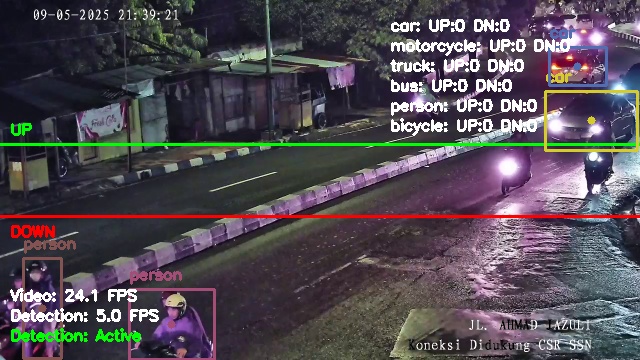 09-05-2025 21:39:21
car: UP:0 DN:0
motorcycle: UP:0 DN:0
truck: UP:0 DN:0
bus: UP:0 DN:0
person: UP:0 DN:0
bicycle: UP:0 DN:0
car
UP
DOWN
person
person
Video: 24.1 FPS
Detection: 5.0 FPS
Detection: Active
JL. AHMAD JAZULI
Koneksi Didukung CSR SSN